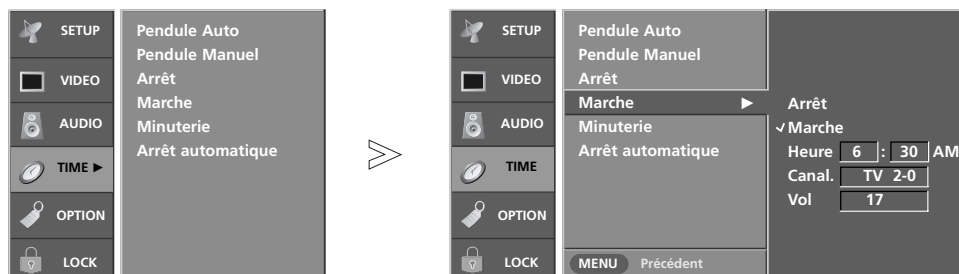 SETUP
VIDEO
AUDIO
TIME ►
OPTION
LOCK
Pendule Auto
Pendule Manuel
Arrêt
Marche
Minuterie
Arrêt automatique
SETUP
VIDEO
AUDIO
TIME
OPTION
LOCK
Pendule Auto
Pendule Manuel
Arrêt
Marche ►
Minuterie
Arrêt automatique
MENU Précédent
Arrêt
✓ Marche
Heure 6 : 30 AM
Canal. TV 2-0
Vol 17